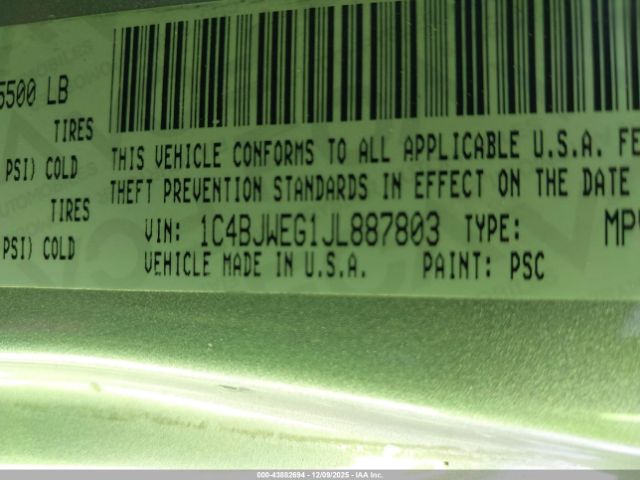 5500 LB
TIRES
PSI) COLD
TIRES
PSI) COLD
THIS VEHICLE CONFORMS TO ALL APPLICABLE U.S.A. FE
THEFT PREVENTION STANDARDS IN EFFECT ON THE DATE
VIN: 1C4BJWEG1JL887803 TYPE: MPV
VEHICLE MADE IN U.S.A. PAINT: PSC
000-43882694 - 12/09/2025 - IAA Inc.